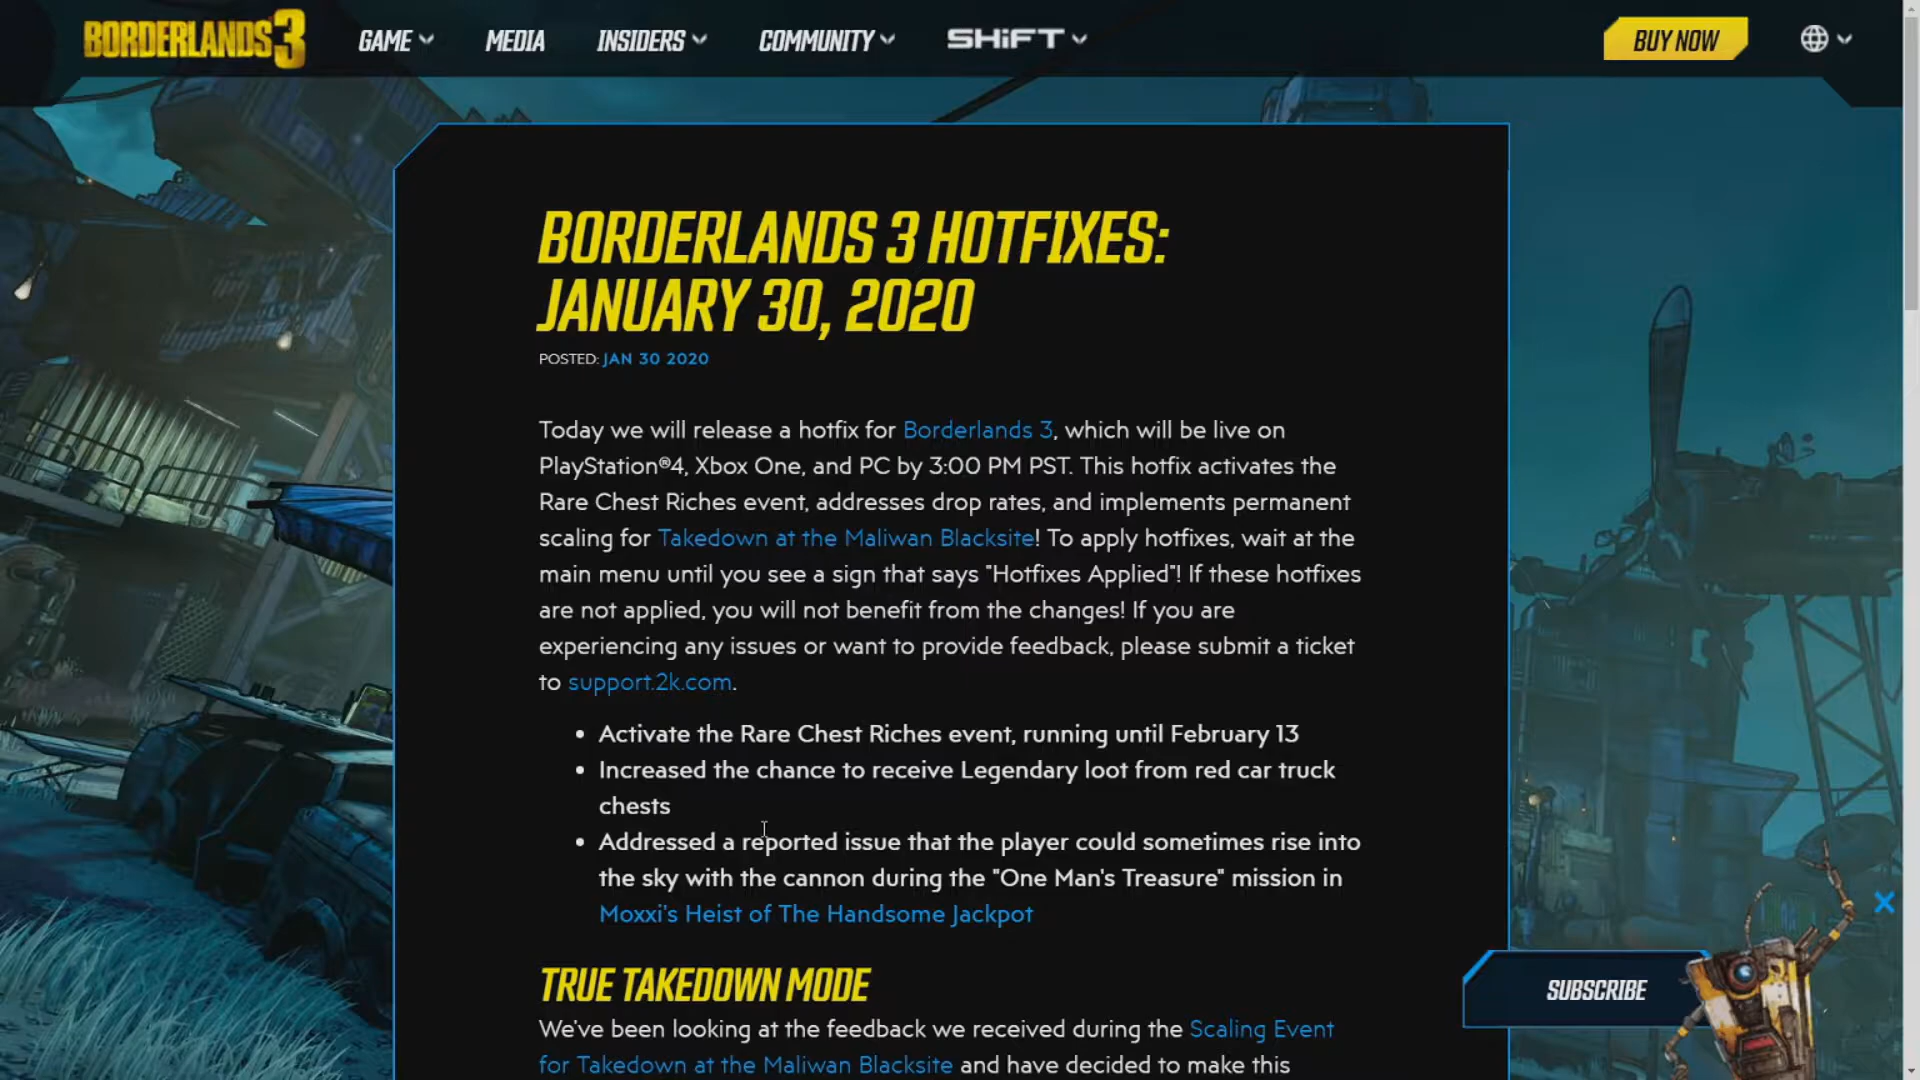 BORDERLANDS 3
GAME
MEDIA
INSIDERS
COMMUNITY
SHiFT
BUY NOW
BORDERLANDS 3 HOTFIXES:
JANUARY 30, 2020
POSTED: JAN 30 2020
Today we will release a hotfix for Borderlands 3, which will be live on
PlayStation®4, Xbox One, and PC by 3:00 PM PST. This hotfix activates the
Rare Chest Riches event, addresses drop rates, and implements permanent
scaling for Takedown at the Maliwan Blacksite! To apply hotfixes, wait at the
main menu until you see a sign that says "Hotfixes Applied"! If these hotfixes
are not applied, you will not benefit from the changes! If you are
experiencing any issues or want to provide feedback, please submit a ticket
to support.2k.com.
• Activate the Rare Chest Riches event, running until February 13
• Increased the chance to receive Legendary loot from red car truck
chests
• Addressed a reported issue that the player could sometimes rise into
the sky with the cannon during the "One Man's Treasure" mission in
Moxxi's Heist of The Handsome Jackpot
TRUE TAKEDOWN MODE
We've been looking at the feedback we received during the Scaling Event
for Takedown at the Maliwan Blacksite and have decided to make this
SUBSCRIBE